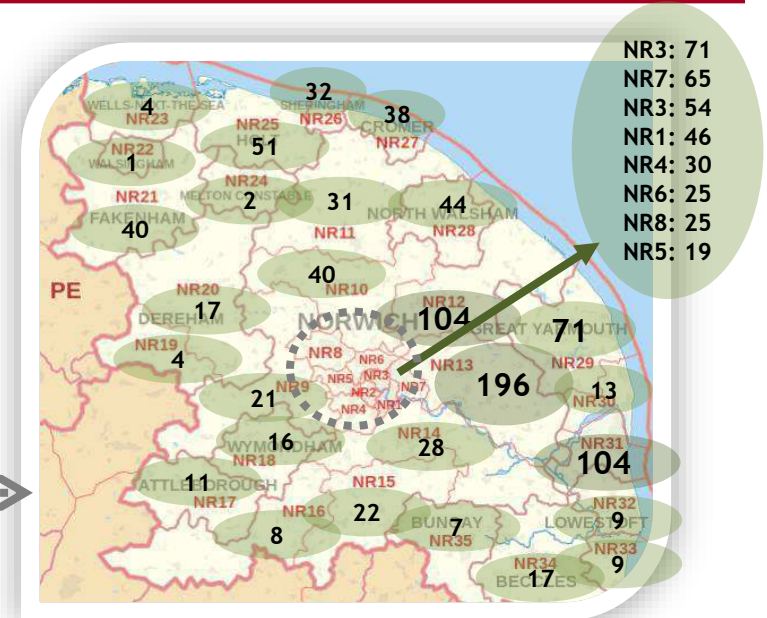 NR3: 71
NR7: 65
NR3: 54
NR1: 46
NR4: 30
NR6: 25
NR8: 25
NR5: 19
WELLS-NEXT-THE-SEA
4
NR23
32
SHERINGHAM
NR26
38
CROMER
NR27
NR25
HOLT
51
NR22
WALSINGHAM
1
NR21
FAKENHAM
40
NR24
MELTON CONSTABLE
2
31
NR11
NORTH WALSHAM
44
NR28
PE
40
NR10
NR20
DEREHAM
17
NORWICH
NR12
104
GREAT YARMOUTH
71
NR29
NR19
4
NR8
NR6
NR5
NR3
NR7
NR2
NR4
NR1
NR13
196
NR9
21
13
NR30
WYMONDHAM
16
NR18
NR14
28
NR31
104
ATTLEBOROUGH
11
NR17
NR15
22
NR16
8
BUNGAY
7
NR35
NR32
LOWESTOFT
9
NR33
9
NR34
BECCLES
17